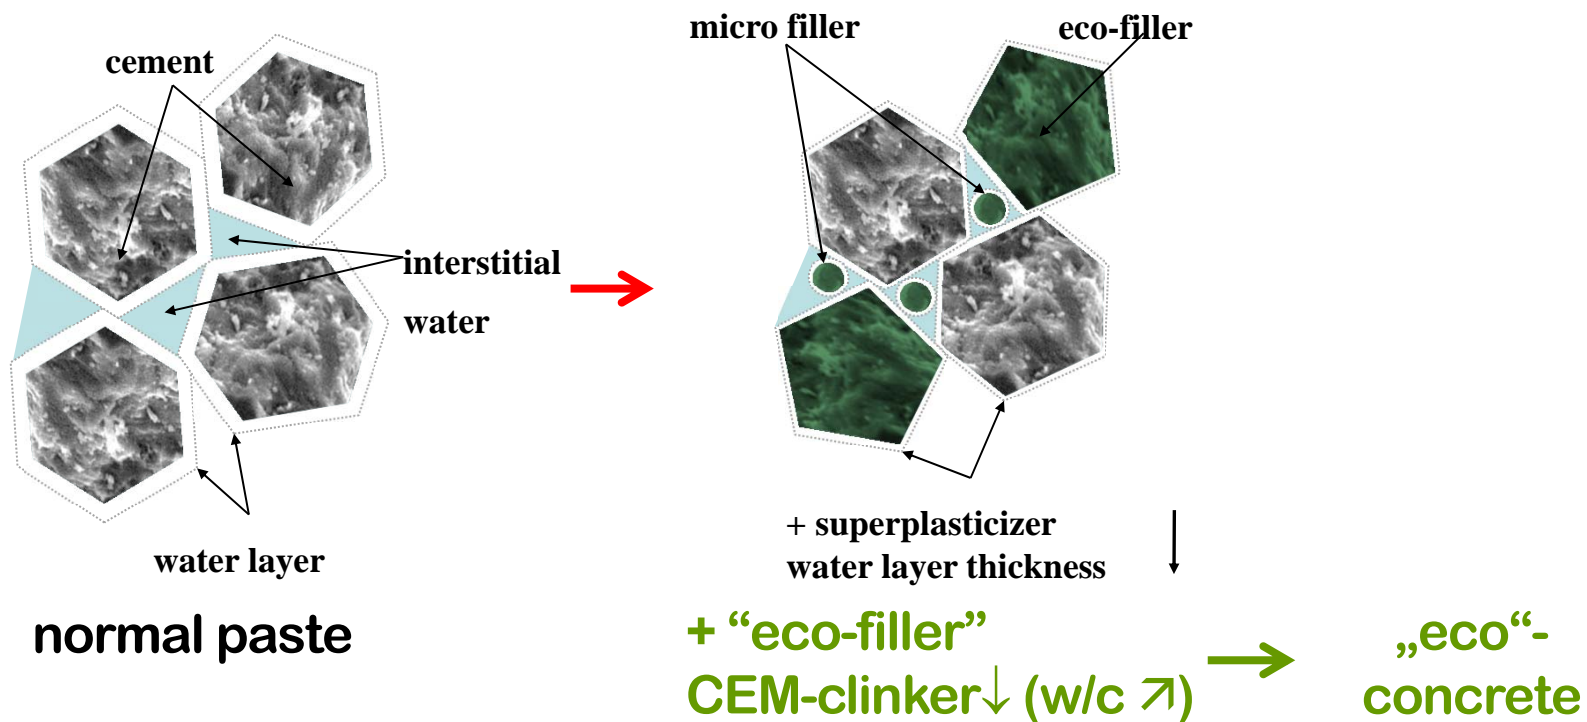 cement
interstitial
water
water layer
normal paste
micro filler
eco-filler
+ superplasticizer
water layer thickness ↓
+ “eco-filler”
CEM-clinker↓ (w/c ↗)
„eco“-
concrete